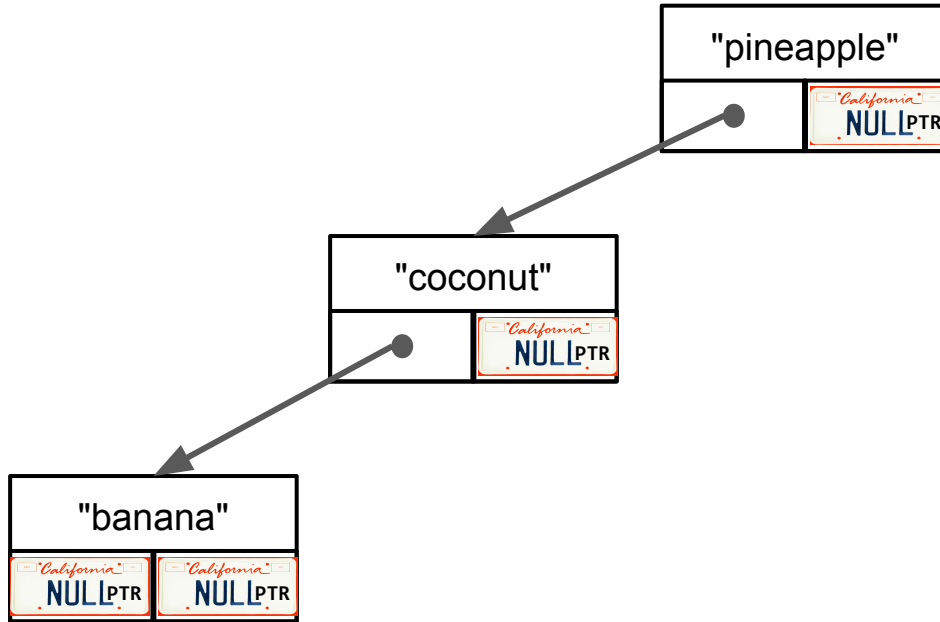 "pineapple"
California
NULLPTR
"coconut"
California
NULLPTR
"banana"
California
NULLPTR
California
NULLPTR